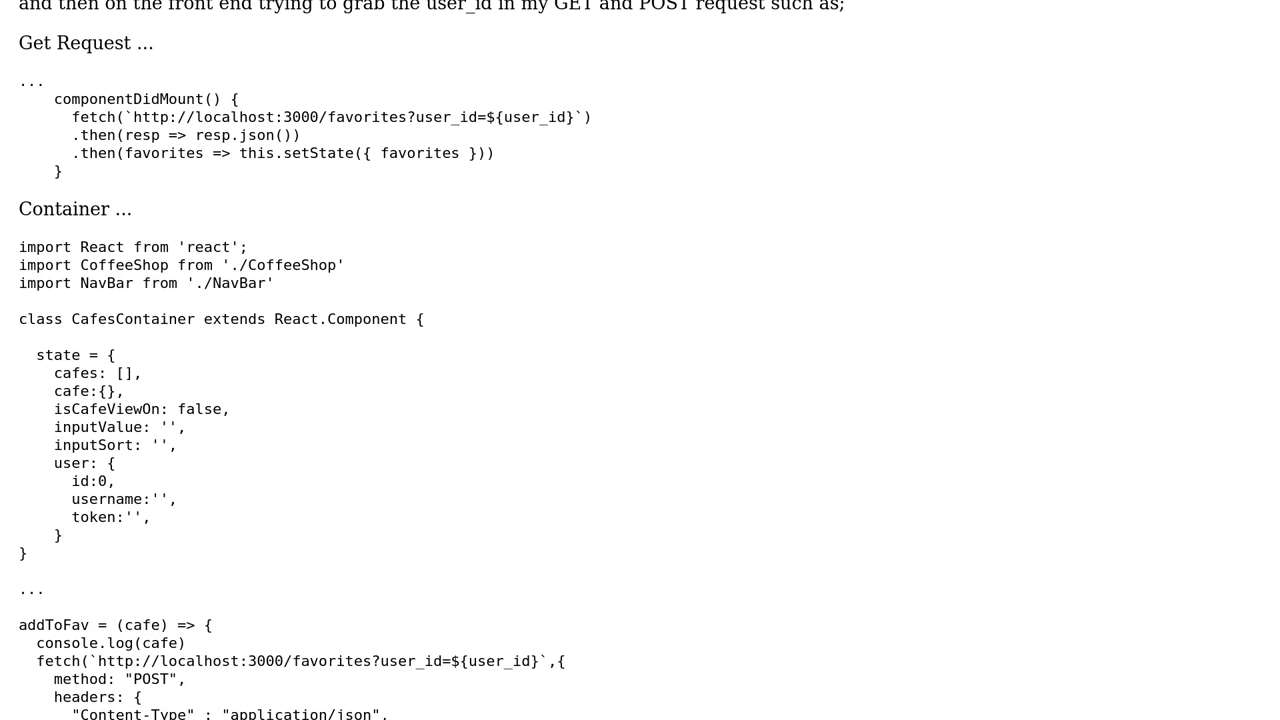 and then on the front end trying to grab the user_id in my GET and POST request such as;
Get Request ...
...
    componentDidMount() {
      fetch(`http://localhost:3000/favorites?user_id=${user_id}`)
      .then(resp => resp.json())
      .then(favorites => this.setState({ favorites }))
    }
Container ...
import React from 'react';
import CoffeeShop from './CoffeeShop'
import NavBar from './NavBar'
class CafesContainer extends React.Component {
  state = {
    cafes: [],
    cafe:{},
    isCafeViewOn: false,
    inputValue: '',
    inputSort: '',
    user: {
      id:0,
      username:'',
      token:'',
    }
}
...
addToFav = (cafe) => {
  console.log(cafe)
  fetch(`http://localhost:3000/favorites?user_id=${user_id}`,{
    method: "POST",
    headers: {
      "Content-Type" : "application/json",